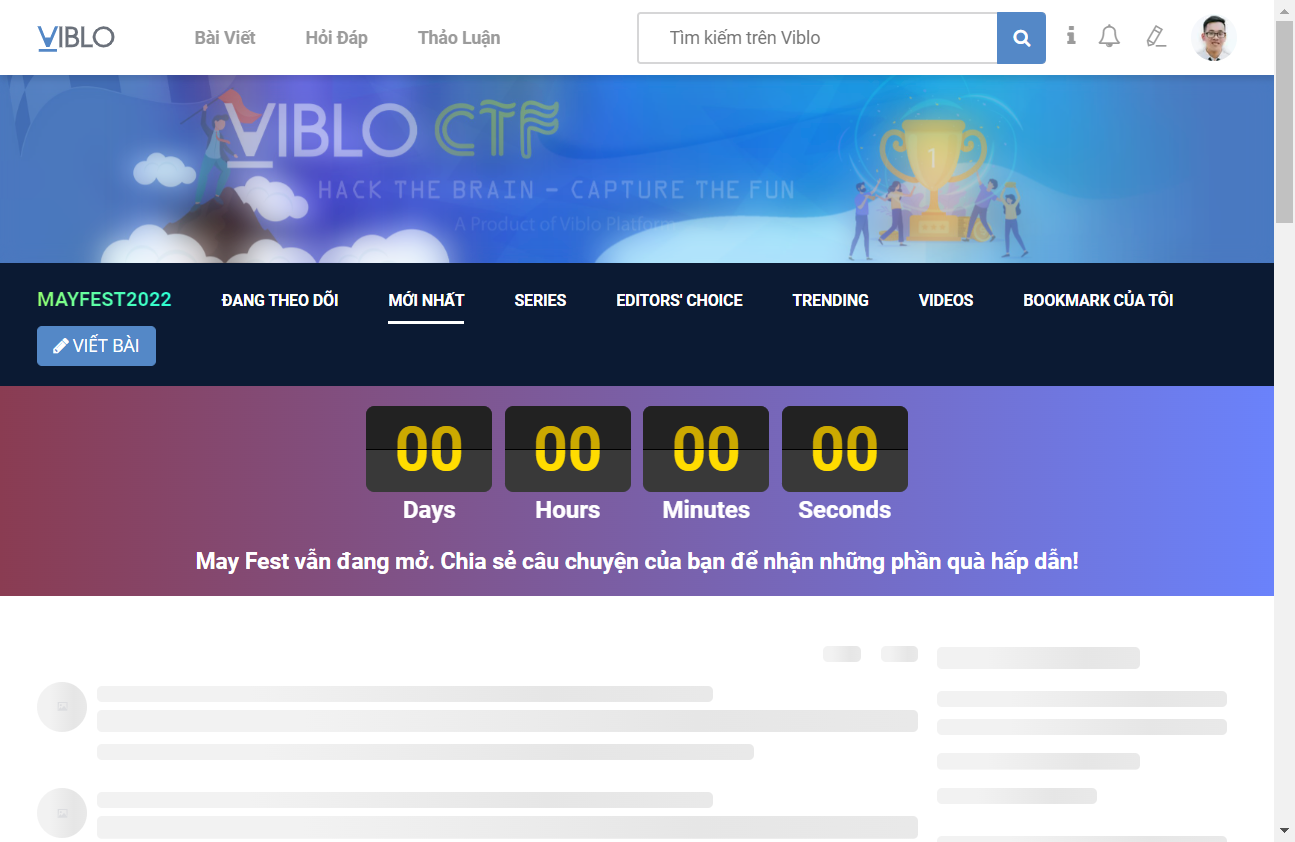 VIBLO
Bài Viết
Hỏi Đáp
Thảo Luận
Tìm kiếm trên Viblo
VIBLO CTF
HACK THE BRAIN - CAPTURE THE FUN
A Product of Viblo Platform
1
MAYFEST2022
ĐANG THEO DÕI
MỚI NHẤT
SERIES
EDITORS' CHOICE
TRENDING
VIDEOS
BOOKMARK CỦA TÔI
VIẾT BÀI
00 00 00 00
Days Hours Minutes Seconds
May Fest vẫn đang mở. Chia sẻ câu chuyện của bạn để nhận những phần quà hấp dẫn!